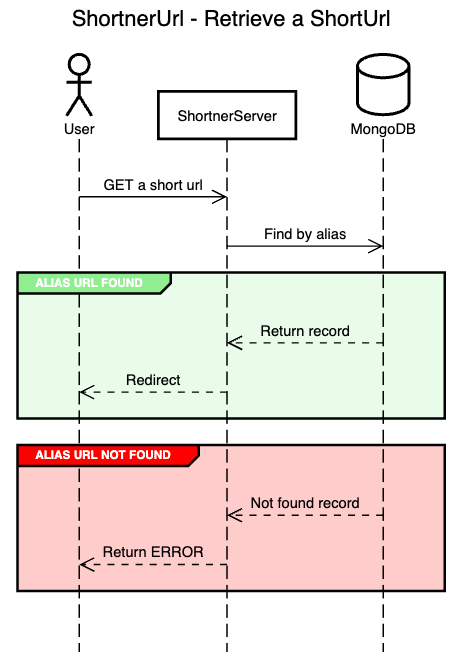 ShortnerUrl - Retrieve a ShortUrl
User
ShortnerServer
MongoDB
GET a short url
Find by alias
ALIAS URL FOUND
Return record
Redirect
ALIAS URL NOT FOUND
Not found record
Return ERROR